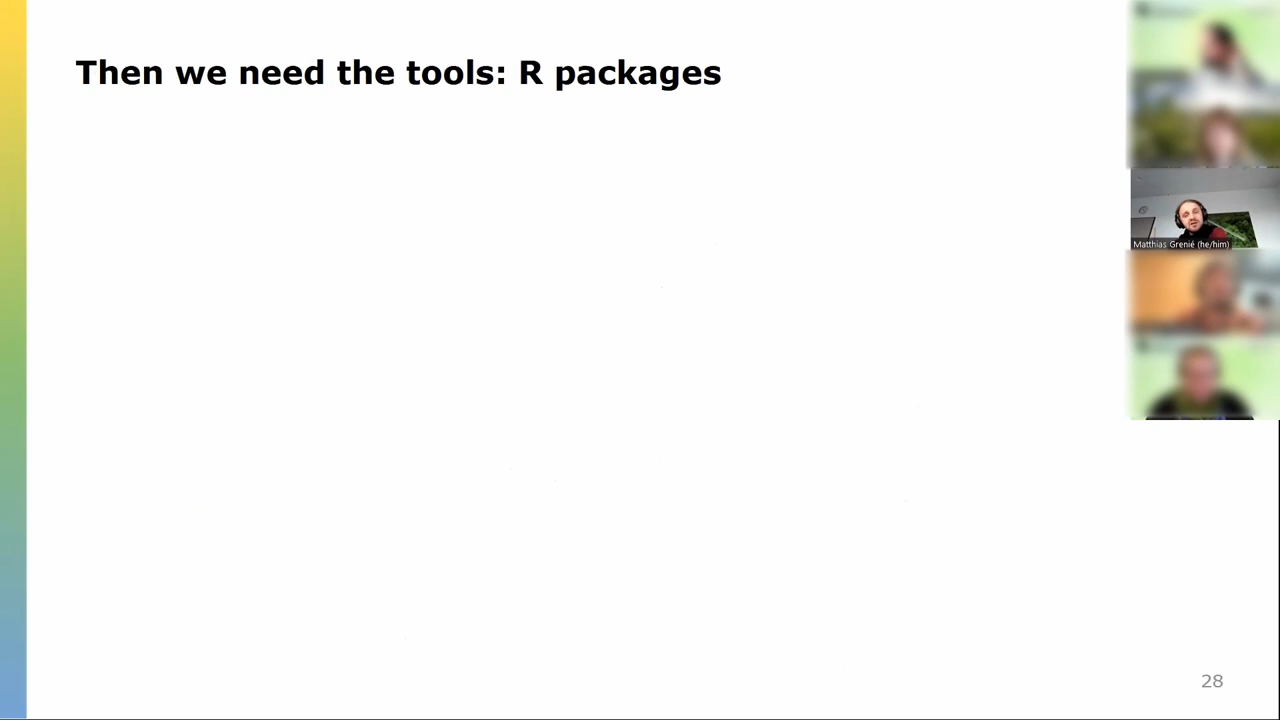 Then we need the tools: R packages
Matthias Grenié (he/him)
28